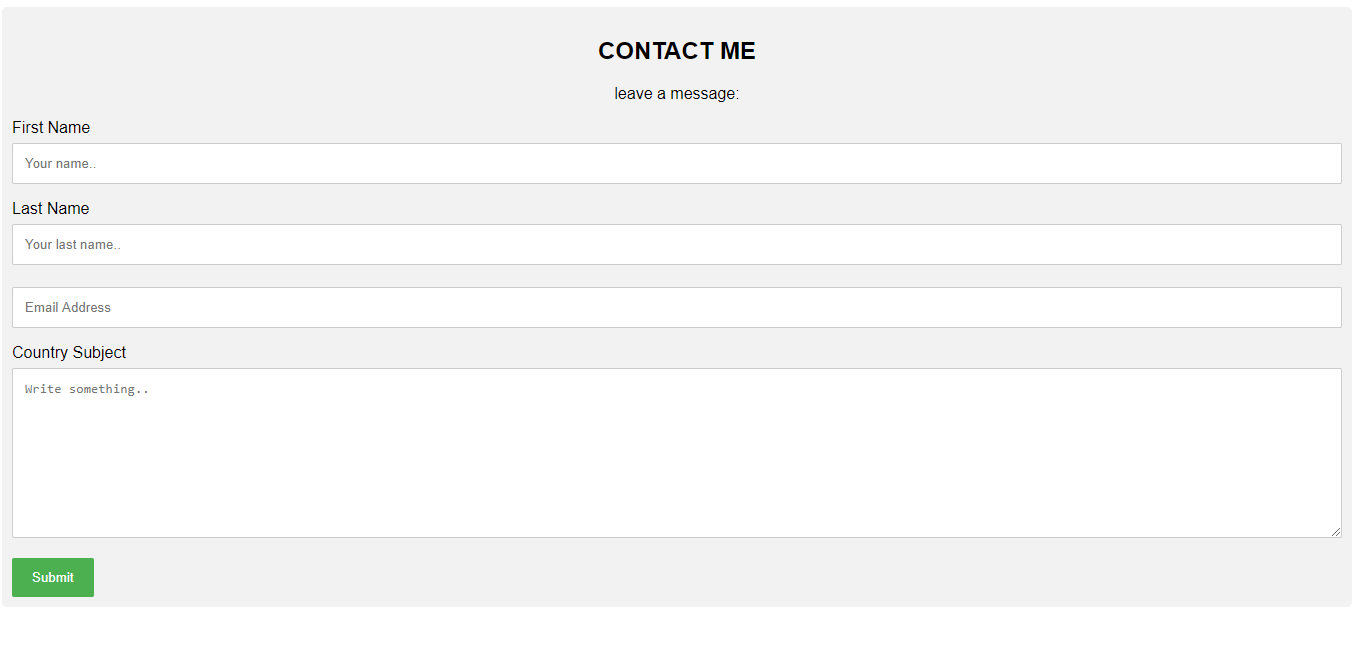 CONTACT ME
leave a message:
First Name
Your name..
Last Name
Your last name..
Email Address
Country Subject
Write something..
Submit